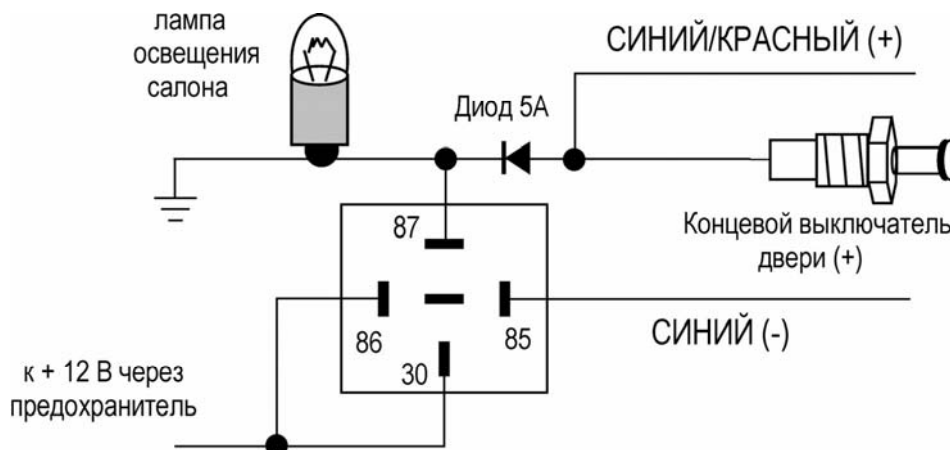 лампа
освещения
салона
СИНИЙ/КРАСНЫЙ (+)
Диод 5А
Концевой выключатель
двери (+)
87
86
85
30
СИНИЙ (-)
к + 12 В через
предохранитель